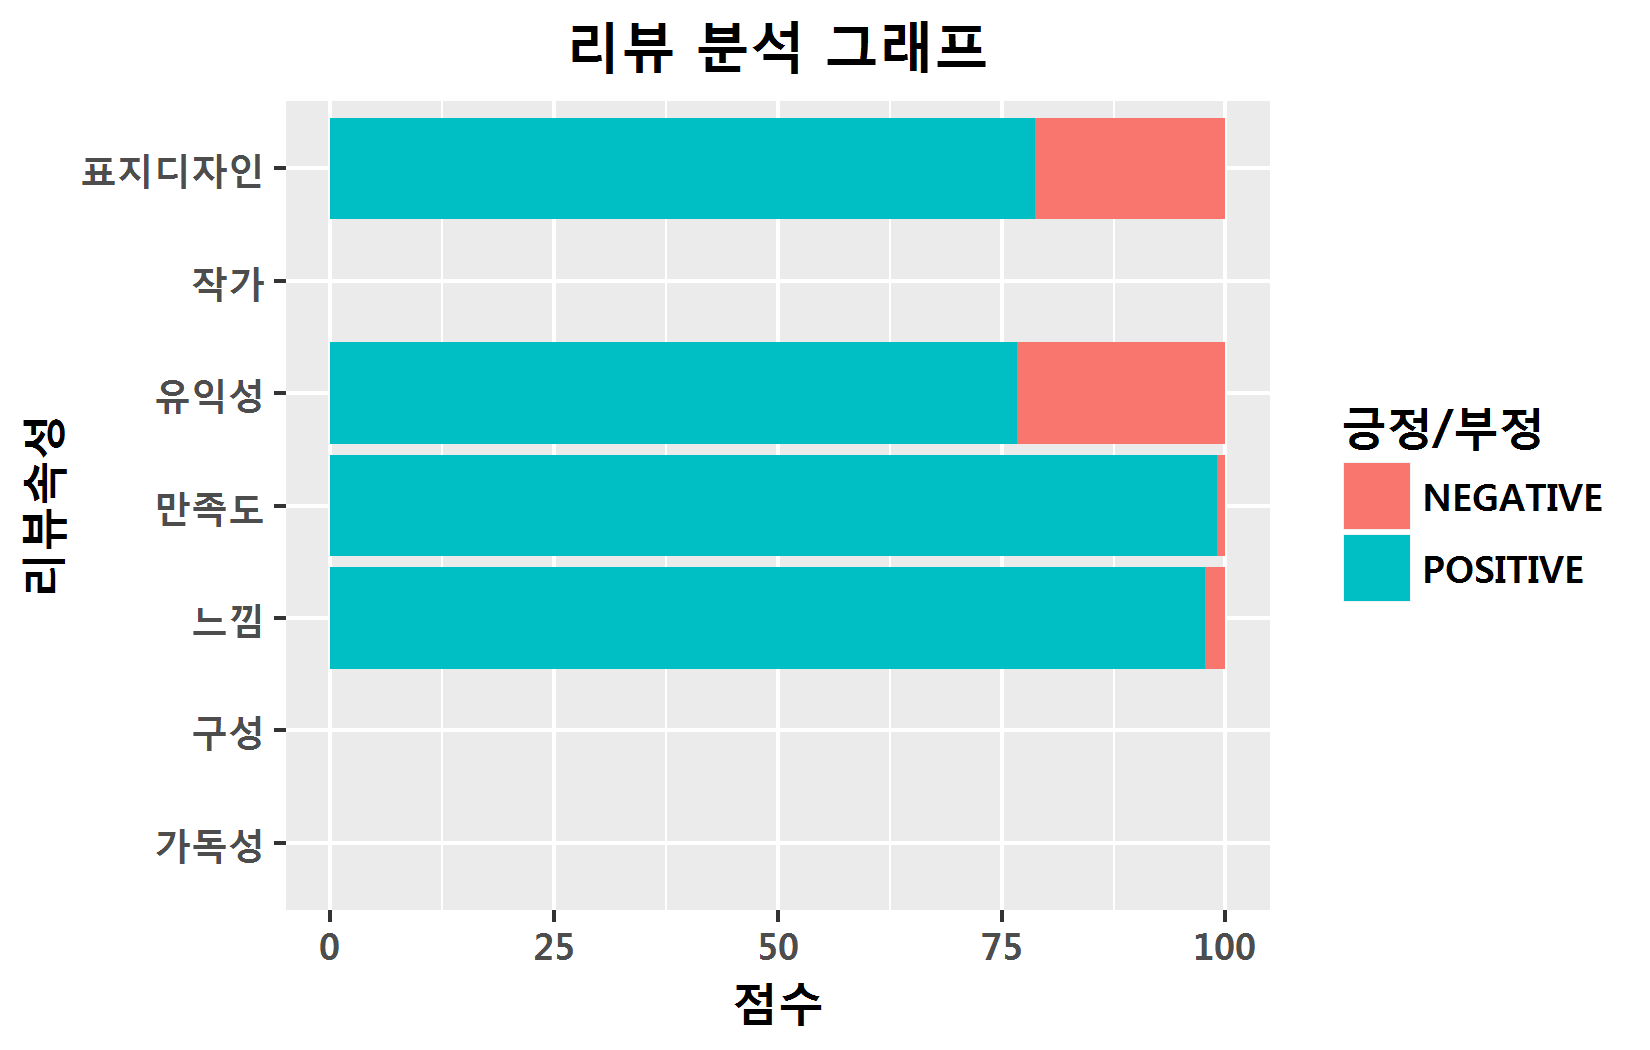 리뷰 분석 그래프
표지디자인
작가
유익성
만족도
느낌
구성
가독성
리뷰속성
0 25 50 75 100
점수
긍정/부정
NEGATIVE
POSITIVE